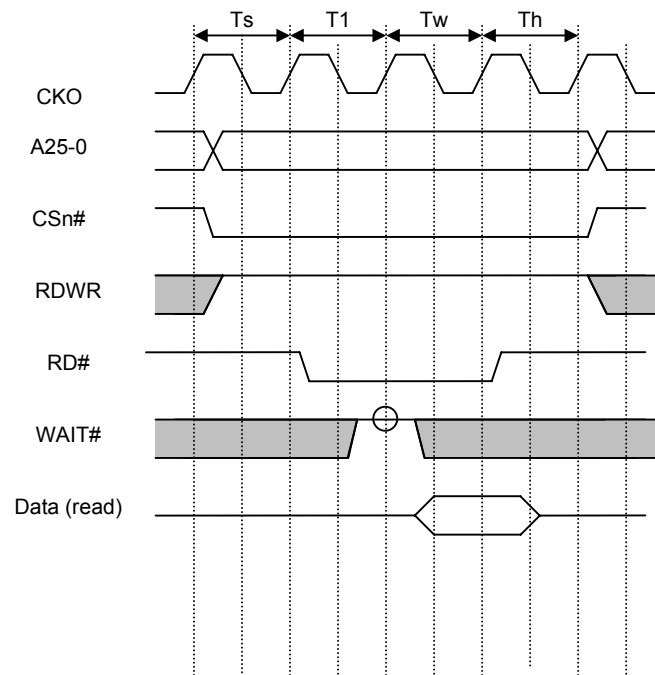 Ts T1 Tw Th
CKO
A25-0
CSn#
RDWR
RD#
WAIT#
Data (read)